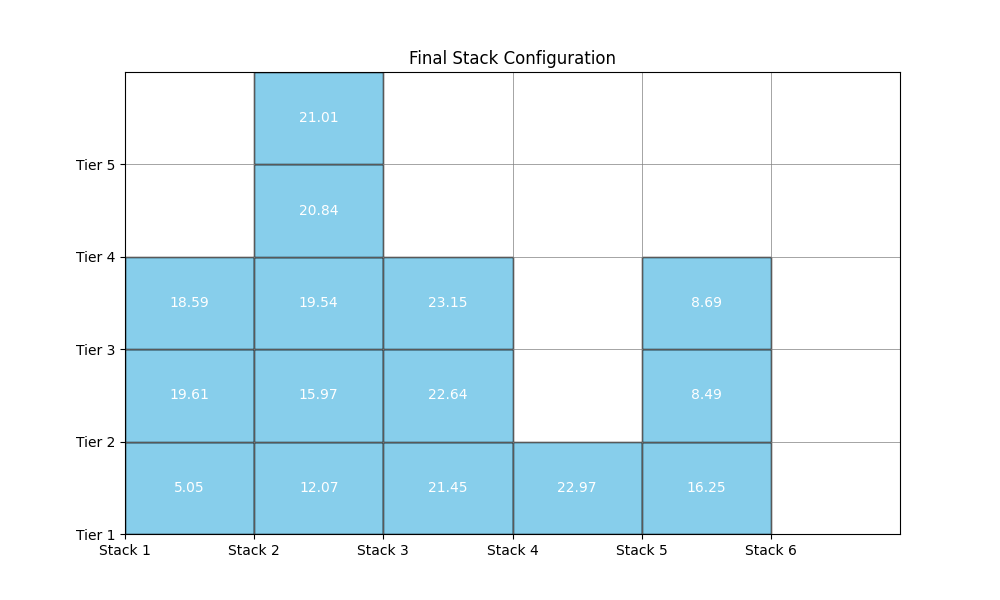 Final Stack Configuration
21.01
Tier 5
20.84
Tier 4
18.59 19.54 23.15 8.69
Tier 3
19.61 15.97 22.64 8.49
Tier 2
5.05 12.07 21.45 22.97 16.25
Tier 1
Stack 1 Stack 2 Stack 3 Stack 4 Stack 5 Stack 6